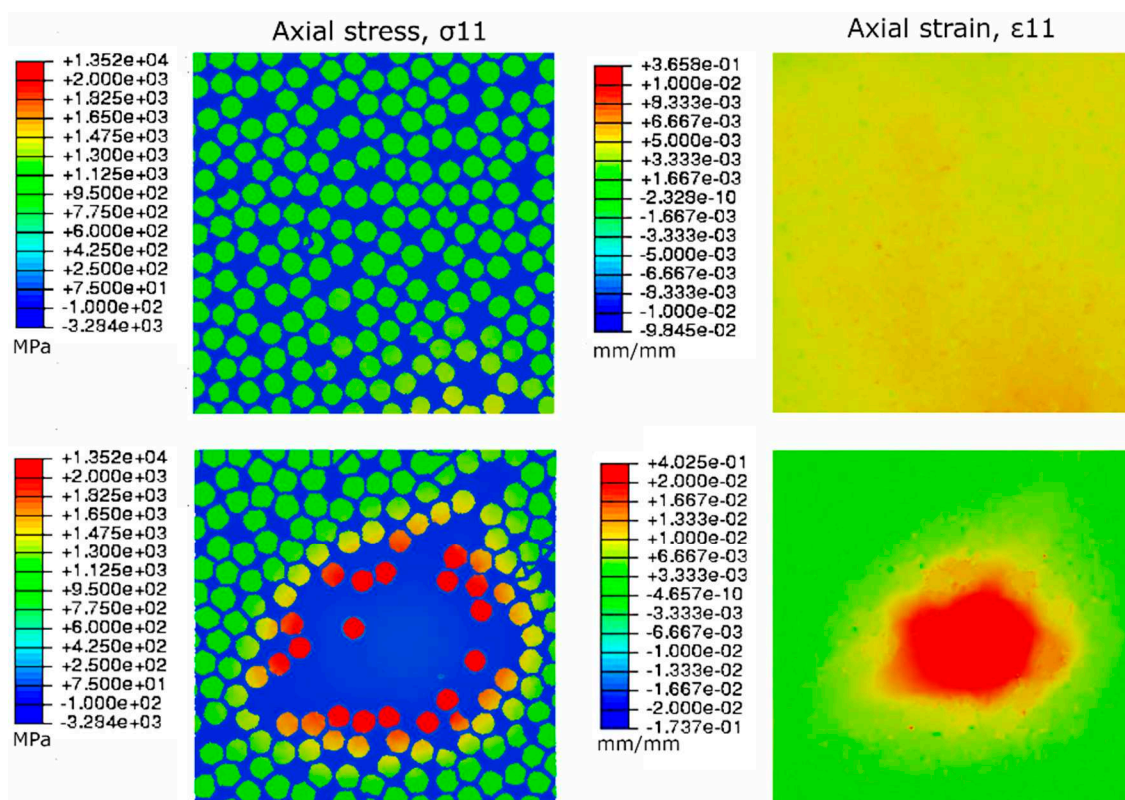 Axial stress, σ11
Axial strain, ε11
+1.352e+04
+2.000e+03
+1.825e+03
+1.650e+03
+1.475e+03
+1.300e+03
+1.125e+03
+9.500e+02
+7.750e+02
+6.000e+02
+4.250e+02
+2.500e+02
+7.500e+01
-1.000e+02
-3.294e+03
MPa
+3.658e-01
+1.000e-02
+8.333e-03
+6.667e-03
+5.000e-03
+3.333e-03
+1.667e-03
-2.328e-10
-1.667e-03
-3.333e-03
-5.000e-03
-6.667e-03
-8.333e-03
-1.000e-02
-9.845e-02
mm/mm
+1.352e+04
+2.000e+03
+1.825e+03
+1.650e+03
+1.475e+03
+1.300e+03
+1.125e+03
+9.500e+02
+7.750e+02
+6.000e+02
+4.250e+02
+2.500e+02
+7.500e+01
-1.000e+02
-3.294e+03
MPa
+4.025e-01
+2.000e-02
+1.667e-02
+1.333e-02
+1.000e-02
+6.667e-03
+3.333e-03
-4.657e-10
-3.333e-03
-6.667e-03
-1.000e-02
-1.333e-02
-1.667e-02
-2.000e-02
-1.737e-01
mm/mm